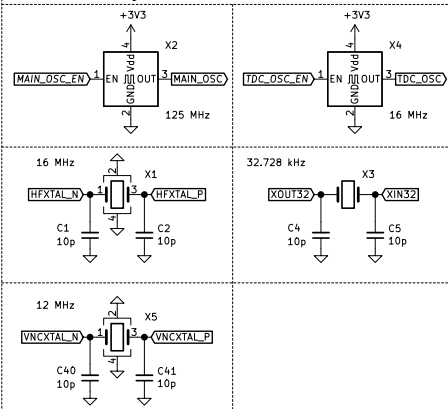 +3V3
X2
4
Vdd
MAIN_OSC_EN
1
EN
OUT
3
MAIN_OSC
GND
2
125 MHz
+3V3
X4
4
Vdd
TDC_OSC_EN
1
EN
OUT
3
TDC_OSC
GND
2
16 MHz
16 MHz
X1
2
HFXTAL_N
1
3
HFXTAL_P
4
C1
10p
C2
10p
32.728 kHz
X3
XOUT32
XIN32
C4
10p
C5
10p
12 MHz
X5
2
VNCXTAL_N
1
3
VNCXTAL_P
4
C40
10p
C41
10p